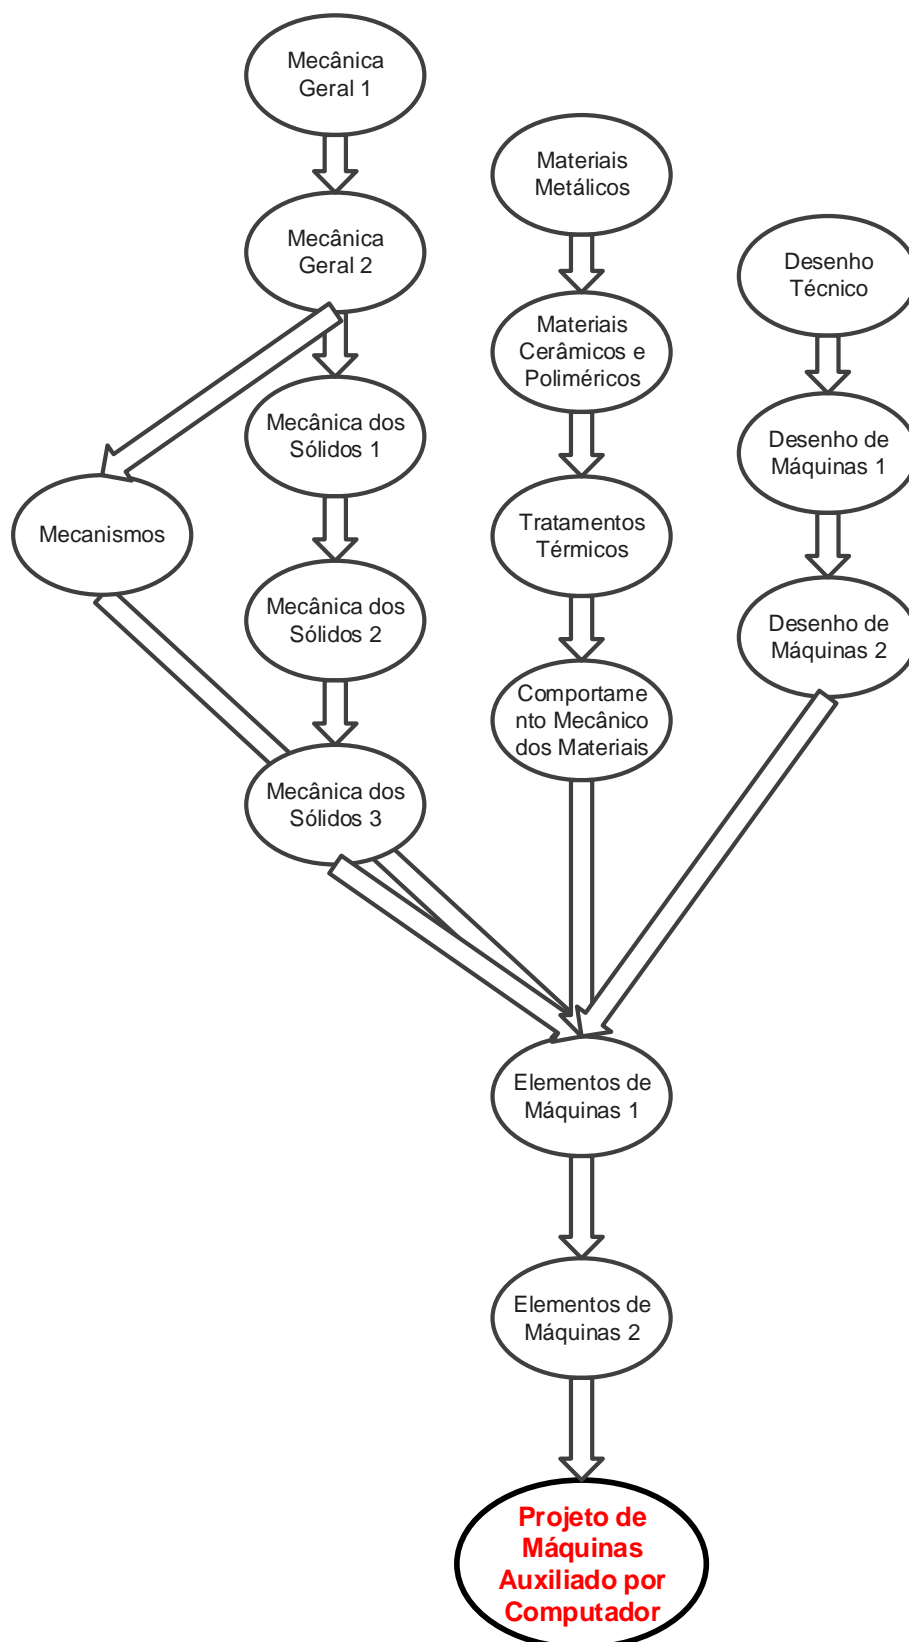 Mecânica
Geral 1
Materiais
Metálicos
Mecânica
Geral 2
Desenho
Técnico
Materiais
Cerâmicos e
Poliméricos
Mecânica dos
Sólidos 1
Desenho de
Máquinas 1
Mecanismos
Tratamentos
Térmicos
Mecânica dos
Sólidos 2
Desenho de
Máquinas 2
Comportame
nto Mecânico
dos Materiais
Mecânica dos
Sólidos 3
Elementos de
Máquinas 1
Elementos de
Máquinas 2
Projeto de
Máquinas
Auxiliado por
Computador